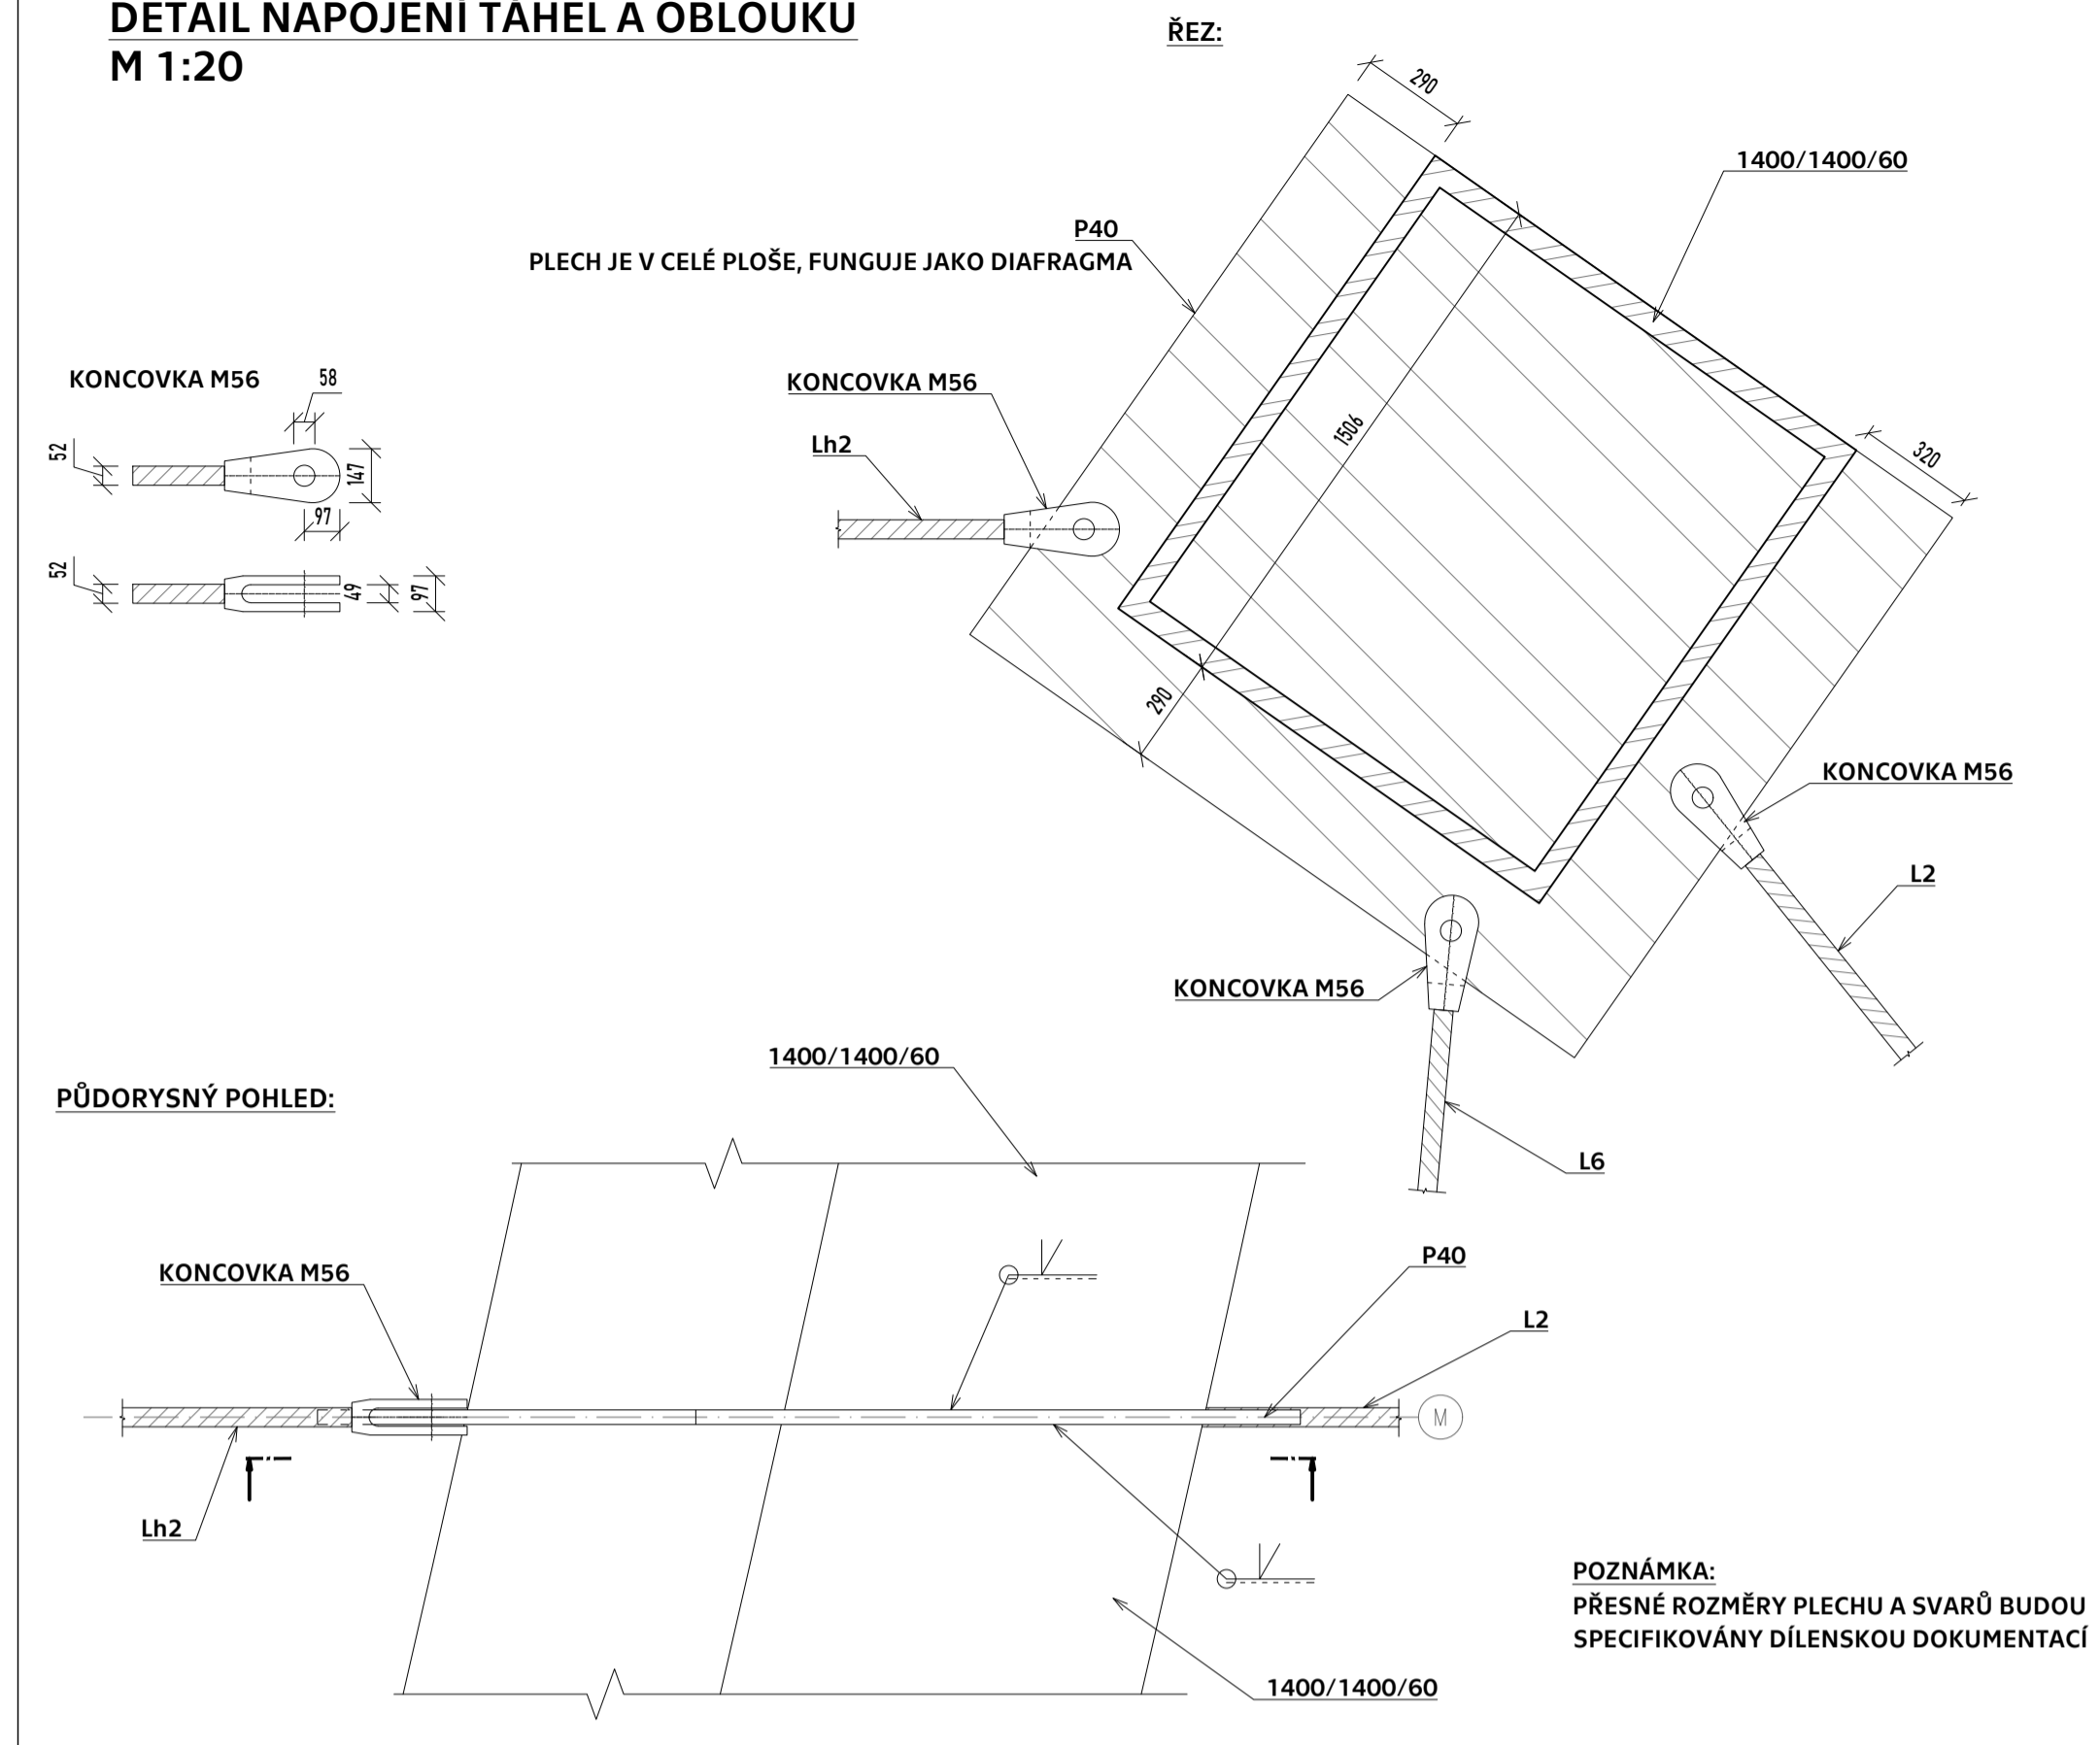 DETAIL NAPOJENÍ TÁHEL A OBLOUKU
M 1:20
ŘEZ:
290
1400/1400/60
P40
PLECH JE V CELÉ PLOŠE, FUNGUJE JAKO DIAFRAGMA
KONCOVKA M56
58
52
147
97
52
49
97
KONCOVKA M56
Lh2
1506
320
290
KONCOVKA M56
L2
KONCOVKA M56
L6
PŮDORYSNÝ POHLED:
1400/1400/60
KONCOVKA M56
P40
L2
M
Lh2
1400/1400/60
POZNÁMKA:
PŘESNÉ ROZMĚRY PLECHU A SVARŮ BUDOU
SPECIFIKOVÁNY DÍLENSKOU DOKUMENTACÍ